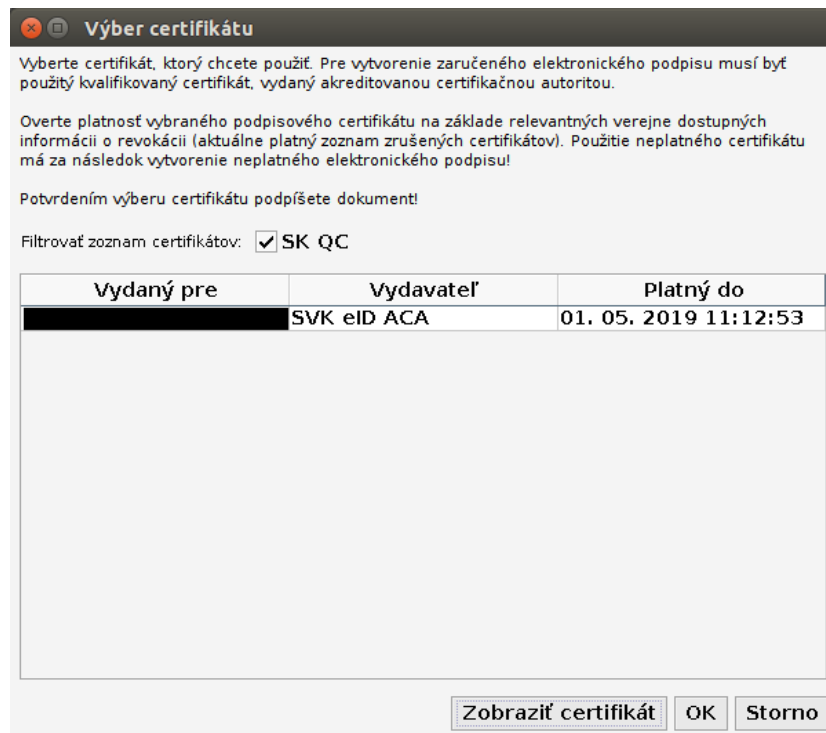 Výber certifikátu
Vyberte certifikát, ktorý chcete použiť. Pre vytvorenie zaručeného elektronického podpisu musí byť
použitý kvalifikovaný certifikát, vydaný akreditovanou certifikačnou autoritou.
Overte platnosť vybraného podpisového certifikátu na základe relevantných verejne dostupných
informácii o revokácii (aktuálne platný zoznam zrušených certifikátov). Použitie neplatného certifikátu
má za následok vytvorenie neplatného elektronického podpisu!
Potvrdením výberu certifikátu podpíšete dokument!
Filtrovať zoznam certifikátov: SK QC
Vydaný pre Vydavateľ Platný do
SVK eID ACA 01. 05. 2019 11:12:53
Zobraziť certifikát OK Storno